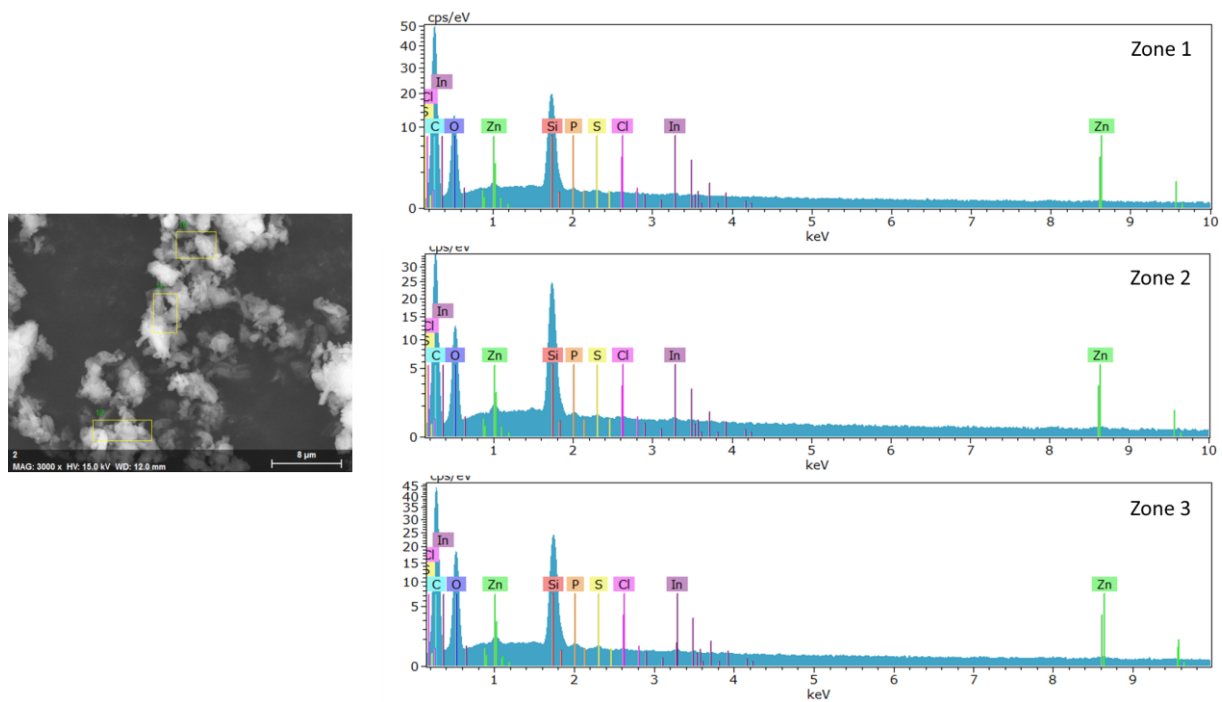 cps/eV
Zone 1
50
40
30
20
10
0
In
Cl
S
C O Zn Si P S Cl In Zn
1 2 3 4 5 6 7 8 9 10
keV
cps/eV
Zone 2
30
25
20
15
10
5
0
In
Cl
S
C O Zn Si P S Cl In Zn
1 2 3 4 5 6 7 8 9 10
keV
2
MAG: 3000 x HV: 15.0 kV WD: 12.0 mm
8 µm
cps/eV
Zone 3
45
40
35
30
25
20
15
10
5
0
In
Cl
S
C O Zn Si P S Cl In Zn
1 2 3 4 5 6 7 8 9
keV